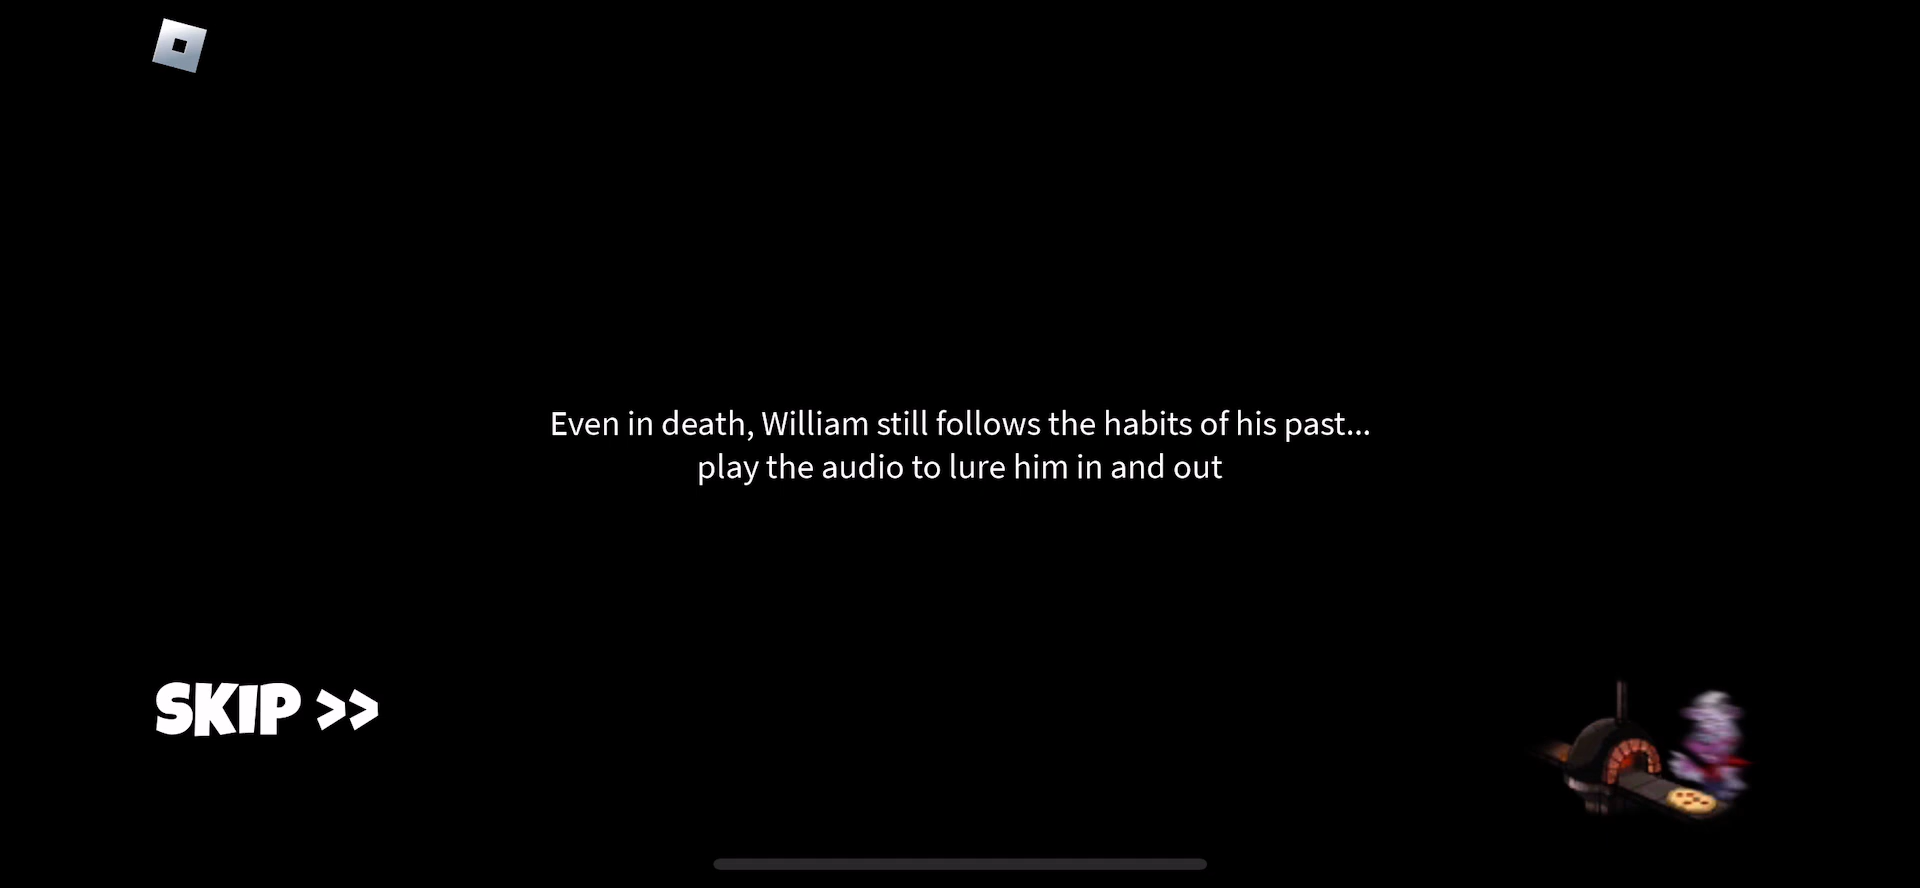 Even in death, William still follows the habits of his past...
play the audio to lure him in and out
SKIP >>